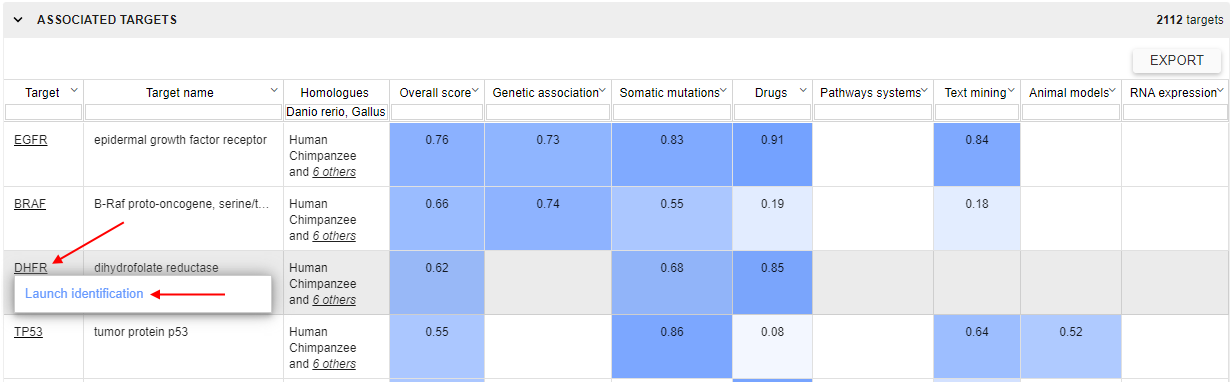 ASSOCIATED TARGETS 2112 targets
EXPORT
Target Target name Homologues Overall score Genetic association Somatic mutations Drugs Pathways systems Text mining Animal models RNA expression
Danio rerio, Gallus
EGFR epidermal growth factor receptor Human 0.76 0.73 0.83 0.91 0.84
Chimpanzee
and 6 others
BRAF B-Raf proto-oncogene, serine/t... Human 0.66 0.74 0.55 0.19 0.18
Chimpanzee
and 6 others
DHFR dihydrofolate reductase Human 0.62 0.68 0.85
Chimpanzee
Launch identification
and 6 others
TP53 tumor protein p53 Human 0.55 0.86 0.08 0.64 0.52
Chimpanzee
and 6 others